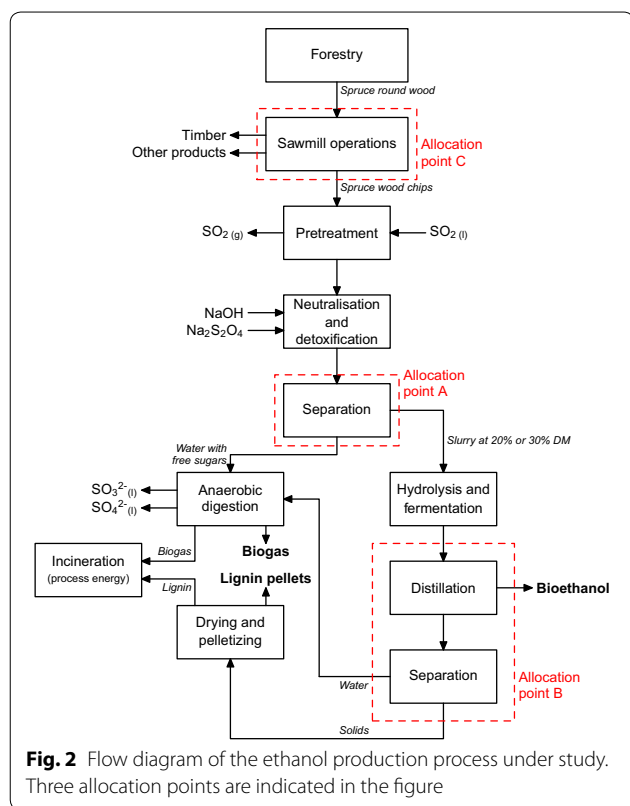 Forestry
Spruce round wood
Timber
Other products
Sawmill operations
Allocation
point C
Spruce wood chips
SO2 (g)
Pretreatment
SO2 (l)
NaOH
Na2S2O4
Neutralisation
and
detoxification
Allocation
point A
Separation
Water with
free sugars
Slurry at 20% or 30% DM
SO3 2- (l)
SO4 2- (l)
Anaerobic
digestion
Hydrolysis and
fermentation
Biogas
Biogas
Incineration
(process energy)
Lignin
Lignin pellets
Distillation
Bioethanol
Drying and
pelletizing
Separation
Allocation
point B
Water
Solids
Fig. 2 Flow diagram of the ethanol production process under study.
Three allocation points are indicated in the figure